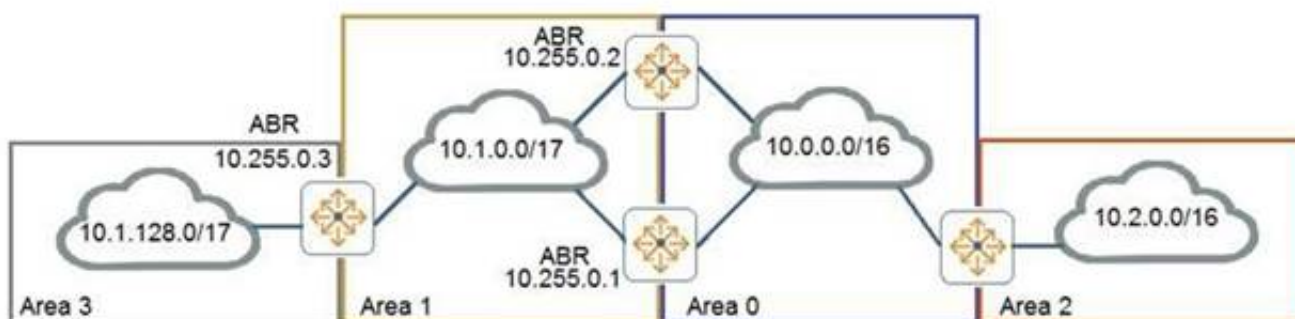 ABR
10.255.0.2
ABR
10.255.0.3
10.1.0.0/17
10.0.0.0/16
10.1.128.0/17
10.2.0.0/16
ABR
10.255.0.1
Area 3
Area 1
Area 0
Area 2